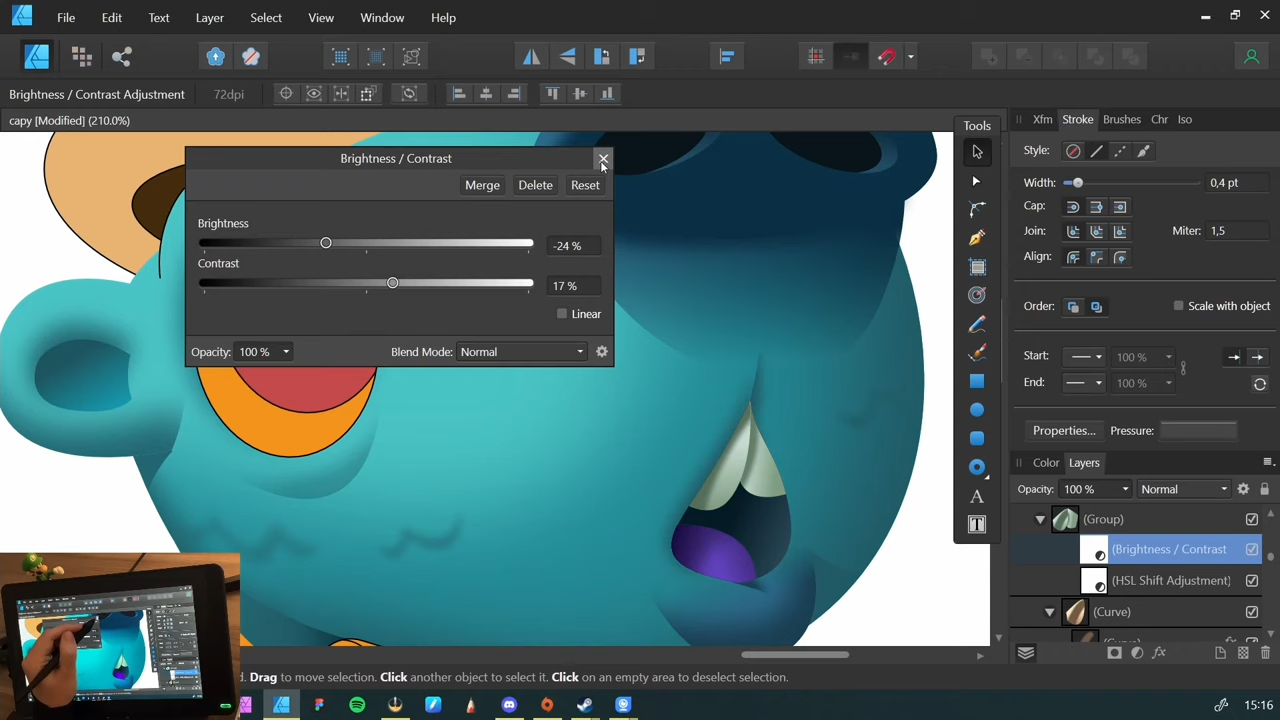 File Edit Text Layer Select View Window Help
Brightness / Contrast Adjustment 72dpi
capy [Modified] (210.0%)
Brightness / Contrast
Merge Delete Reset
Brightness
-24 %
Contrast
17 %
Linear
Opacity: 100 % Blend Mode: Normal
Tools
A
T
Xfm Stroke Brushes Chr Iso
Style:
Width: 0,4 pt
Cap:
Join: Miter: 1,5
Align:
Order: Scale with object
Start: 100 %
End: 100 %
Properties... Pressure:
Color Layers
Opacity: 100 % Normal
(Group)
(Brightness / Contrast
(HSL Shift Adjustment)
(Curve)
(Curve)
fx
d. Drag to move selection. Click another object to select it. Click on an empty area to deselect selection.
15:16